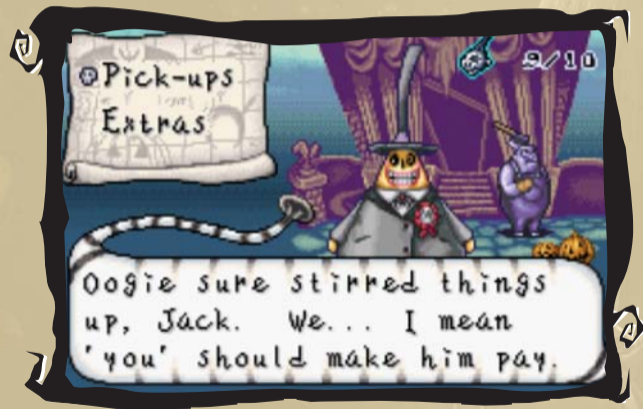 Pick-ups
Extras
9/10
Oogie sure stirred things
up, Jack. We... I mean
'you' should make him pay.